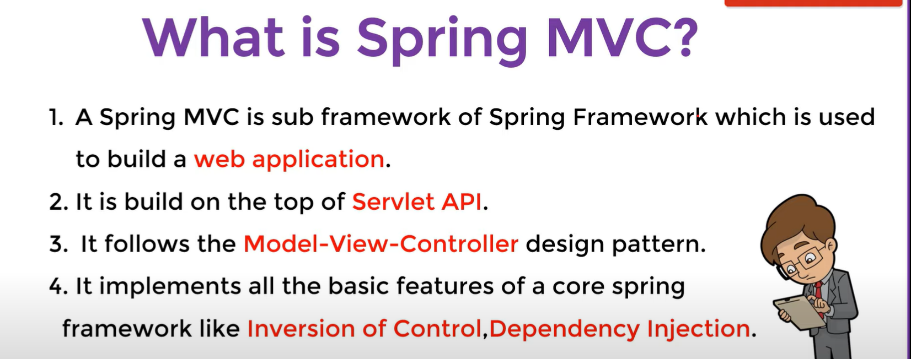 What is Spring MVC?
1. A Spring MVC is sub framework of Spring Framework which is used
to build a web application.
2. It is build on the top of Servlet API.
3. It follows the Model-View-Controller design pattern.
4. It implements all the basic features of a core spring
framework like Inversion of Control,Dependency Injection.